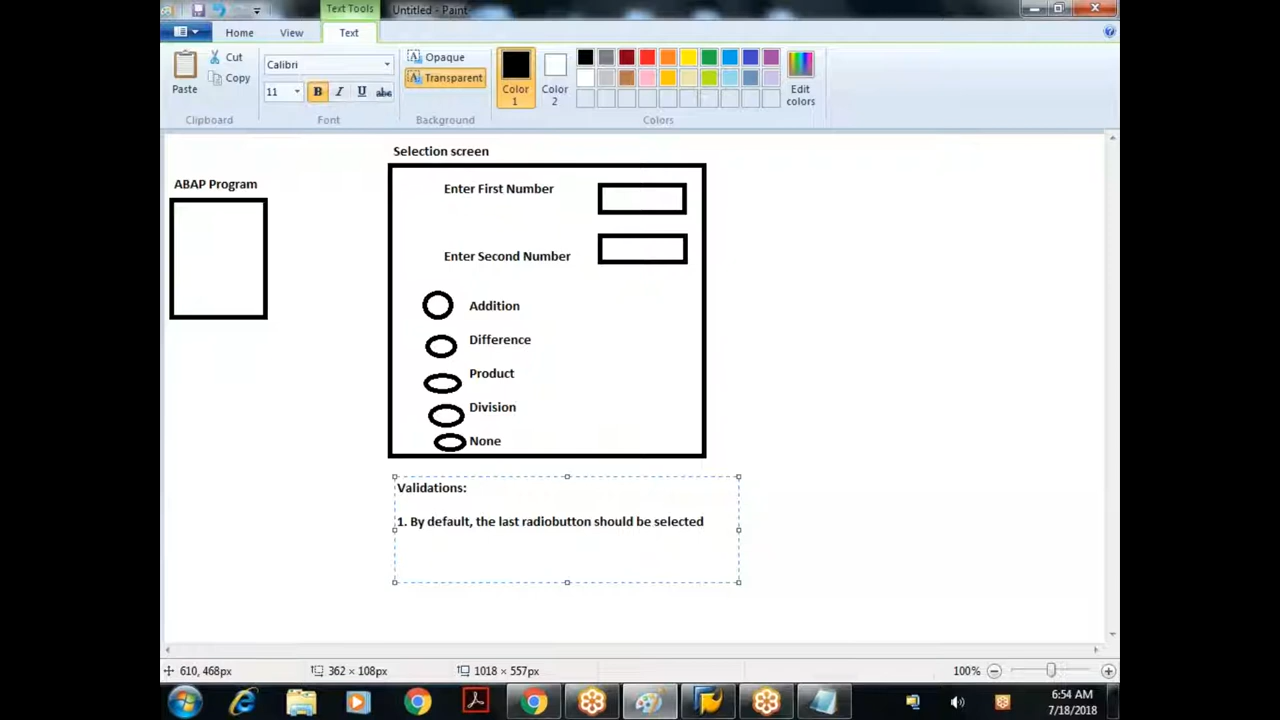 Text Tools
Untitled - Paint
Home
View
Text
Paste
Cut
Copy
Clipboard
Calibri
11
B
I
U
abc
Font
Opaque
Transparent
Background
Color
1
Color
2
Edit
colors
Colors
Selection screen
ABAP Program
Enter First Number
Enter Second Number
Addition
Difference
Product
Division
None
Validations:
1. By default, the last radiobutton should be selected
610, 468px
362 × 108px
1018 × 557px
100%
6:54 AM
7/18/2018